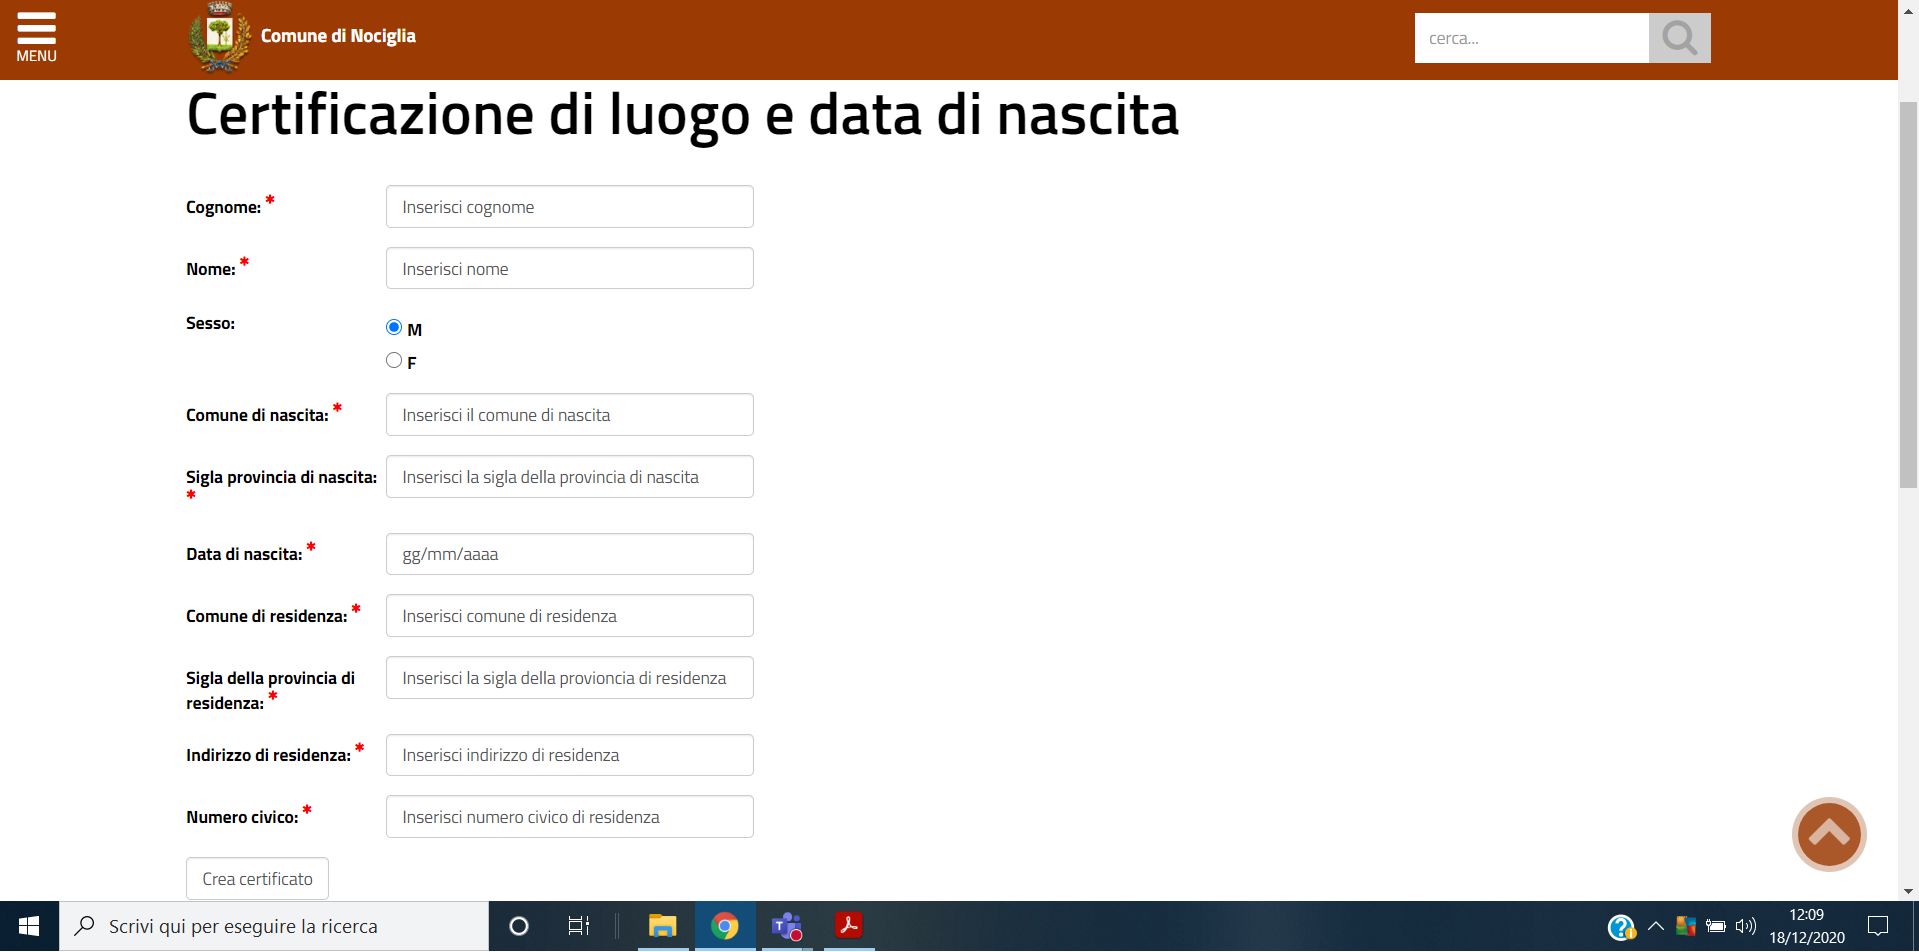 MENU
Comune di Nociglia
cerca...
Certificazione di luogo e data di nascita
Cognome: *
Inserisci cognome
Nome: *
Inserisci nome
Sesso:
M
F
Comune di nascita: *
Inserisci il comune di nascita
Sigla provincia di nascita:
*
Inserisci la sigla della provincia di nascita
Data di nascita: *
gg/mm/aaaa
Comune di residenza: *
Inserisci comune di residenza
Sigla della provincia di
residenza: *
Inserisci la sigla della provioncia di residenza
Indirizzo di residenza: *
Inserisci indirizzo di residenza
Numero civico: *
Inserisci numero civico di residenza
Crea certificato
Scrivi qui per eseguire la ricerca
12:09
18/12/2020